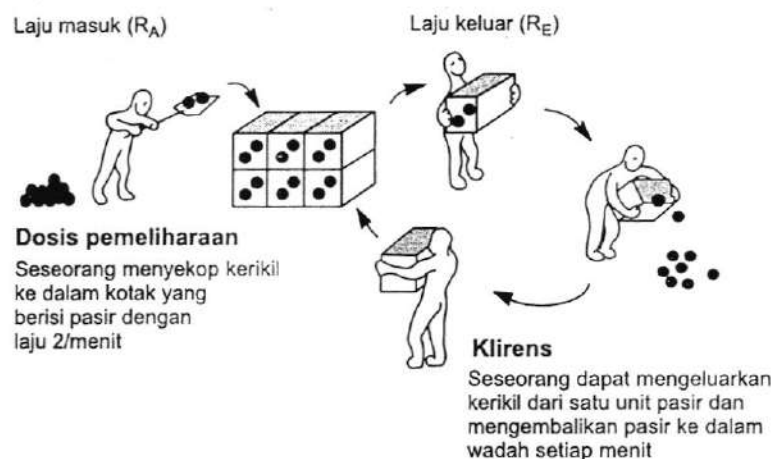 Laju masuk (RA)
Laju keluar (RE)
Dosis pemeliharaan
Seseorang menyekop kerikil
ke dalam kotak yang
berisi pasir dengan
laju 2/menit
Klirens
Seseorang dapat mengeluarkan
kerikil dari satu unit pasir dan
mengembalikan pasir ke dalam
wadah setiap menit